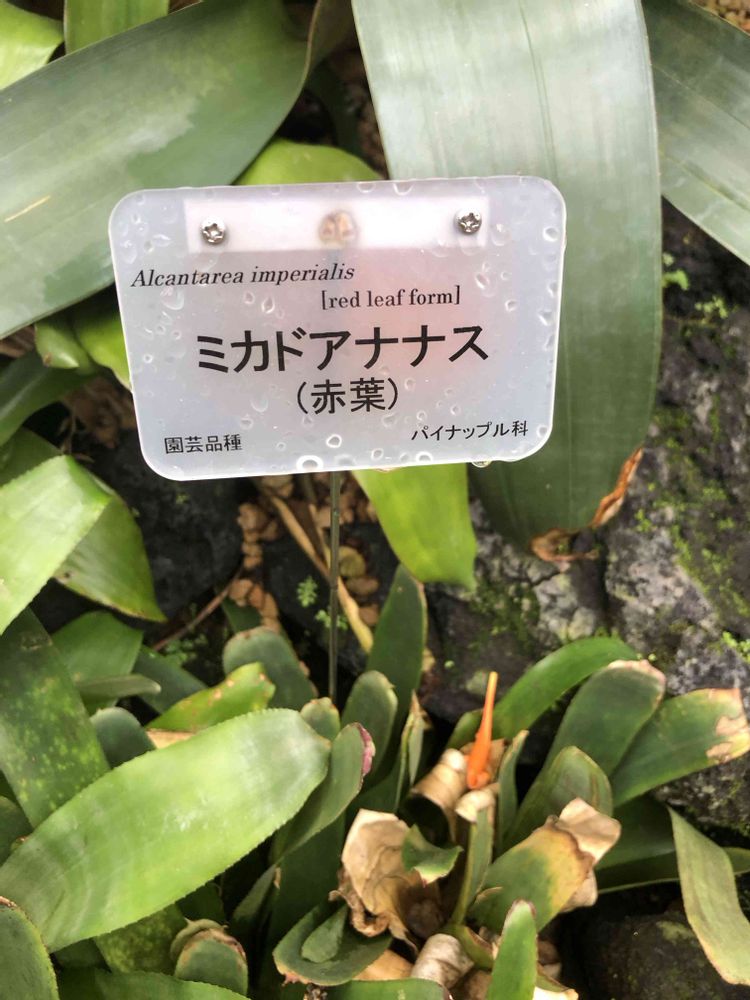 Alcantarea imperialis
[red leaf form]
ミカドアナナス
（赤葉）
園芸品種 パイナップル科